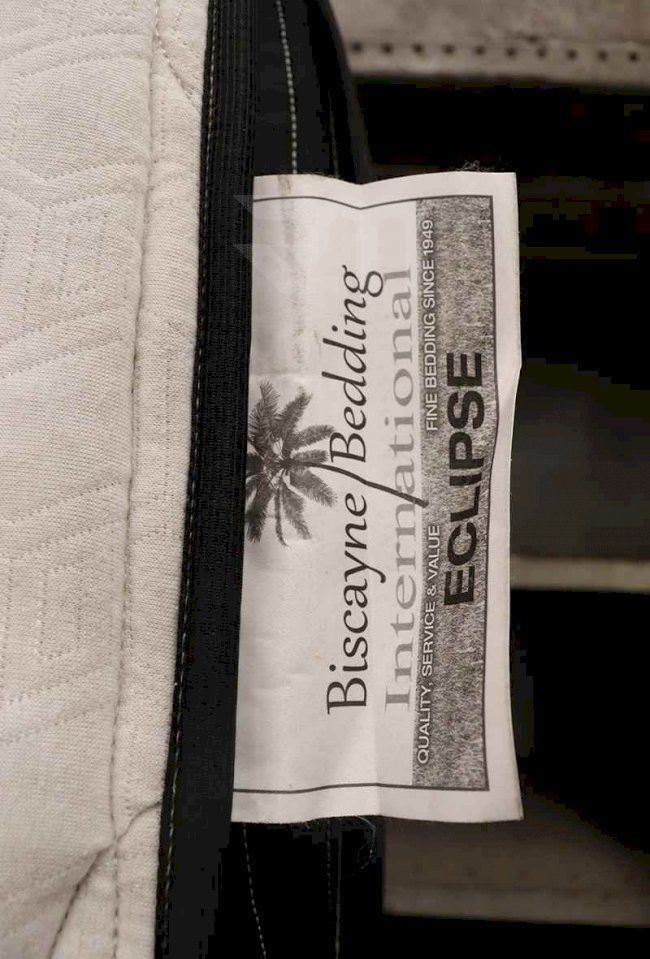 Biscayne Bedding
International
QUALITY, SERVICE & VALUE FINE BEDDING SINCE 1949
ECLIPSE